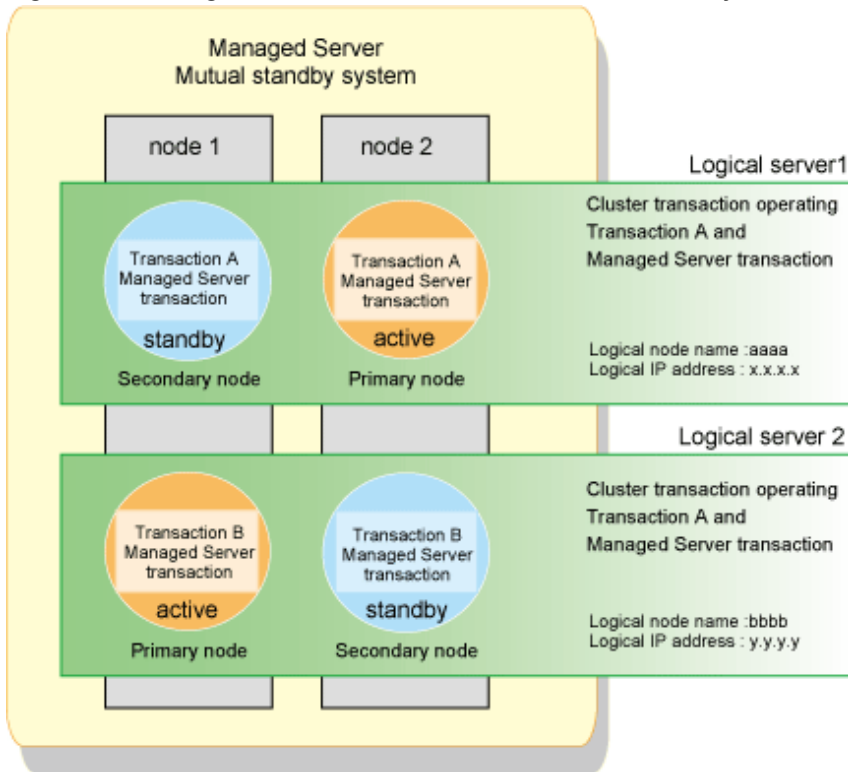 Managed Server
Mutual standby system
node 1
node 2
Logical server1
Transaction A
Managed Server
transaction
standby
Secondary node
Transaction A
Managed Server
transaction
active
Primary node
Cluster transaction operating
Transaction A and
Managed Server transaction
Logical node name :aaaa
Logical IP address : x.x.x.x
Logical server 2
Transaction B
Managed Server
transaction
active
Primary node
Transaction B
Managed Server
transaction
standby
Secondary node
Cluster transaction operating
Transaction A and
Managed Server transaction
Logical node name :bbbb
Logical IP address : y.y.y.y